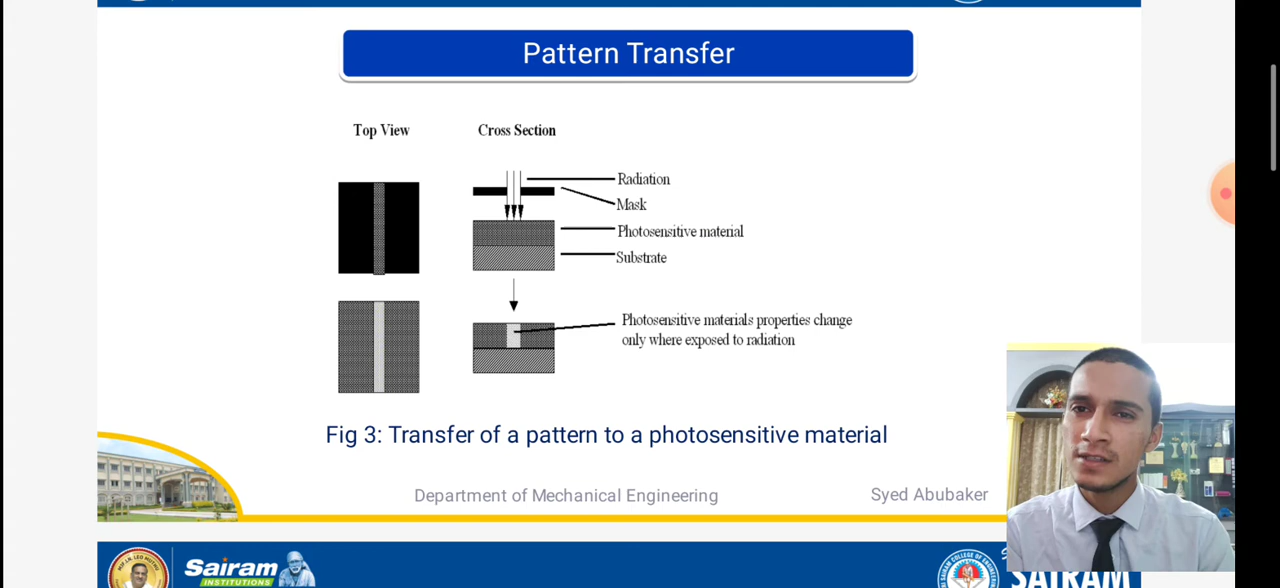 Pattern Transfer
Top View
Cross Section
Radiation
Mask
Photosensitive material
Substrate
Photosensitive materials properties change
only where exposed to radiation
Fig 3: Transfer of a pattern to a photosensitive material
Department of Mechanical Engineering
Syed Abubaker
Sairam
INSTITUTIONS
SAIRAM